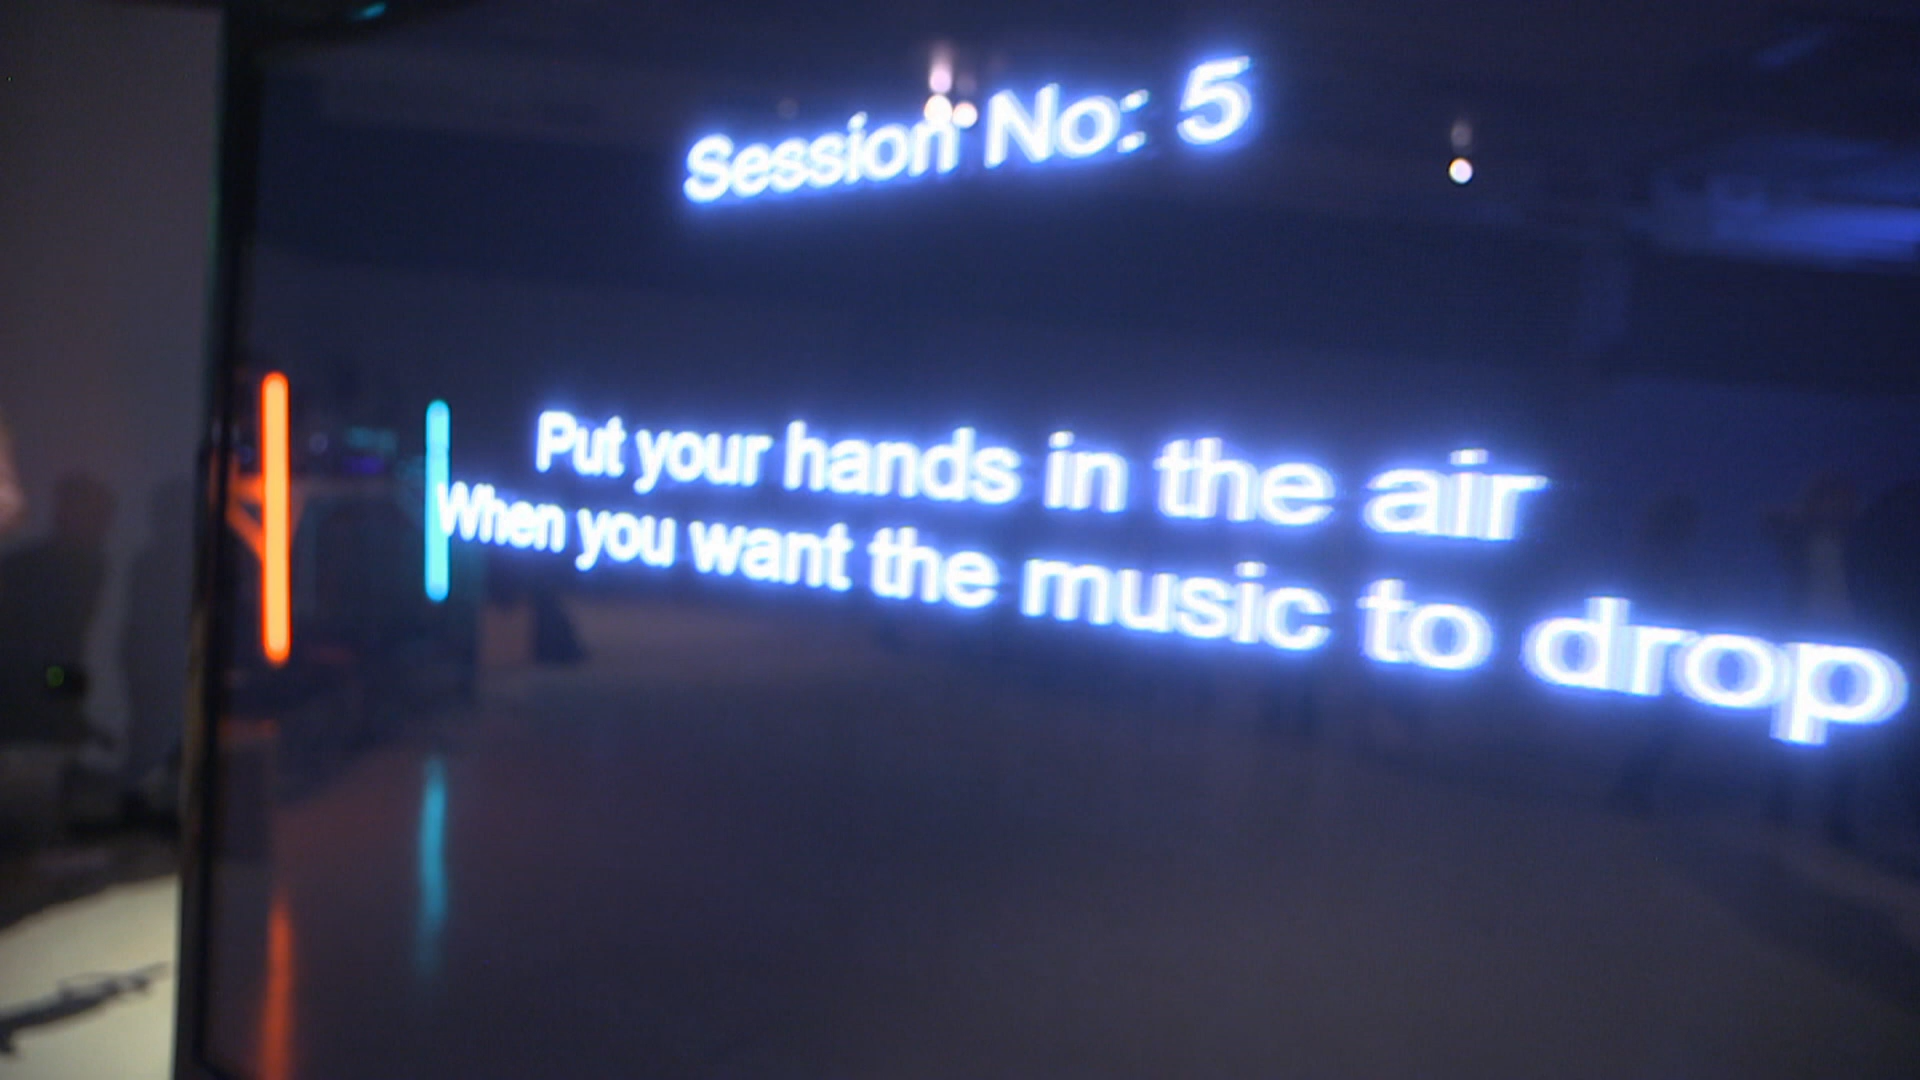 Session No: 5
Put your hands in the air
When you want the music to drop